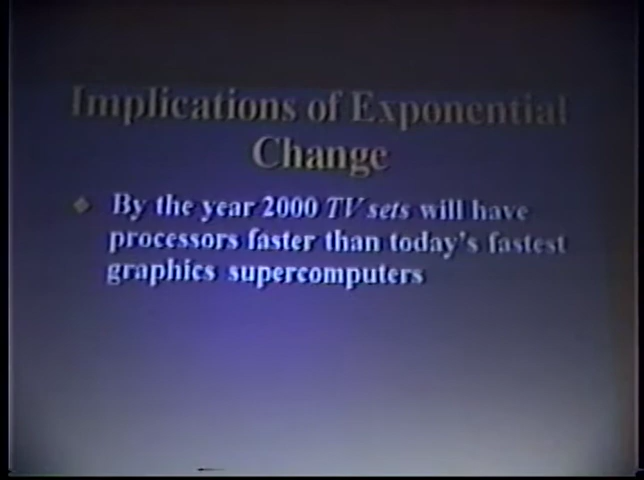 Implications of Exponential
Change
By the year 2000 TV sets will have
processors faster than today's fastest
graphics supercomputers